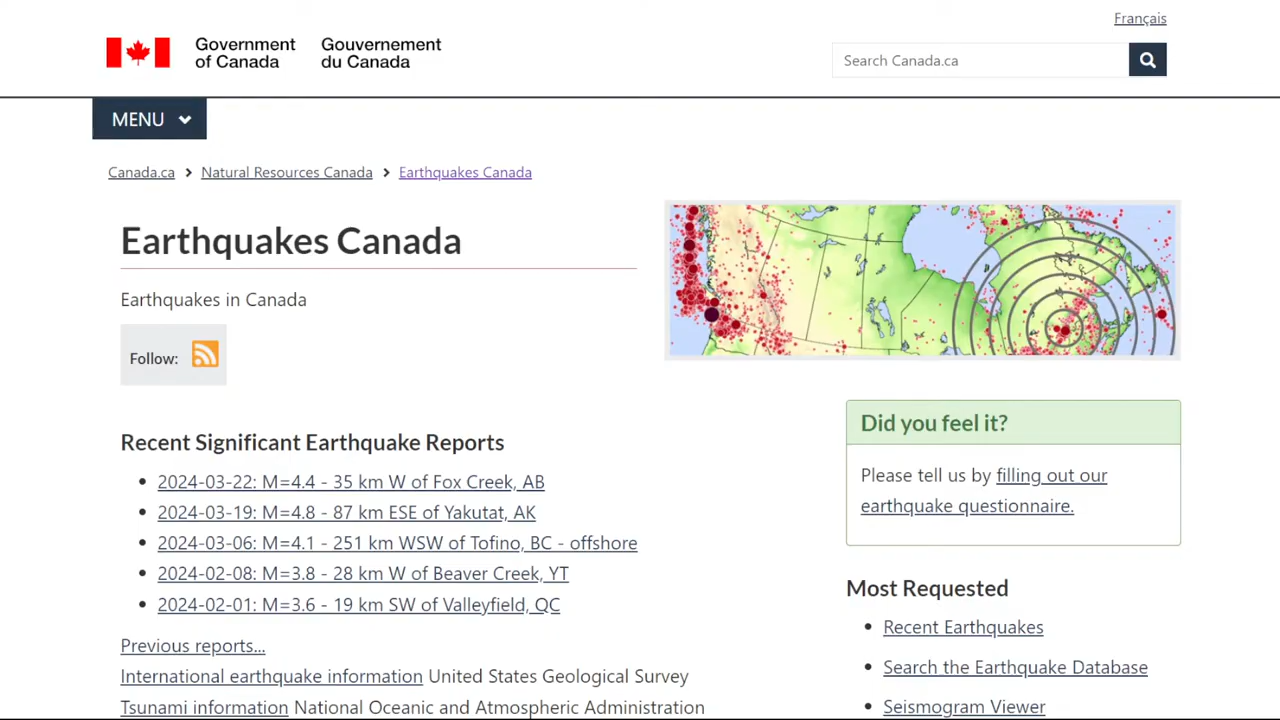 Français
Government
of Canada
Gouvernement
du Canada
Search Canada.ca
MENU
Canada.ca > Natural Resources Canada > Earthquakes Canada
Earthquakes Canada
Earthquakes in Canada
Follow:
Recent Significant Earthquake Reports
• 2024-03-22: M=4.4 - 35 km W of Fox Creek, AB
• 2024-03-19: M=4.8 - 87 km ESE of Yakutat, AK
• 2024-03-06: M=4.1 - 251 km WSW of Tofino, BC - offshore
• 2024-02-08: M=3.8 - 28 km W of Beaver Creek, YT
• 2024-02-01: M=3.6 - 19 km SW of Valleyfield, QC
Previous reports...
International earthquake information United States Geological Survey
Tsunami information National Oceanic and Atmospheric Administration
Did you feel it?
Please tell us by filling out our
earthquake questionnaire.
Most Requested
• Recent Earthquakes
• Search the Earthquake Database
• Seismogram Viewer